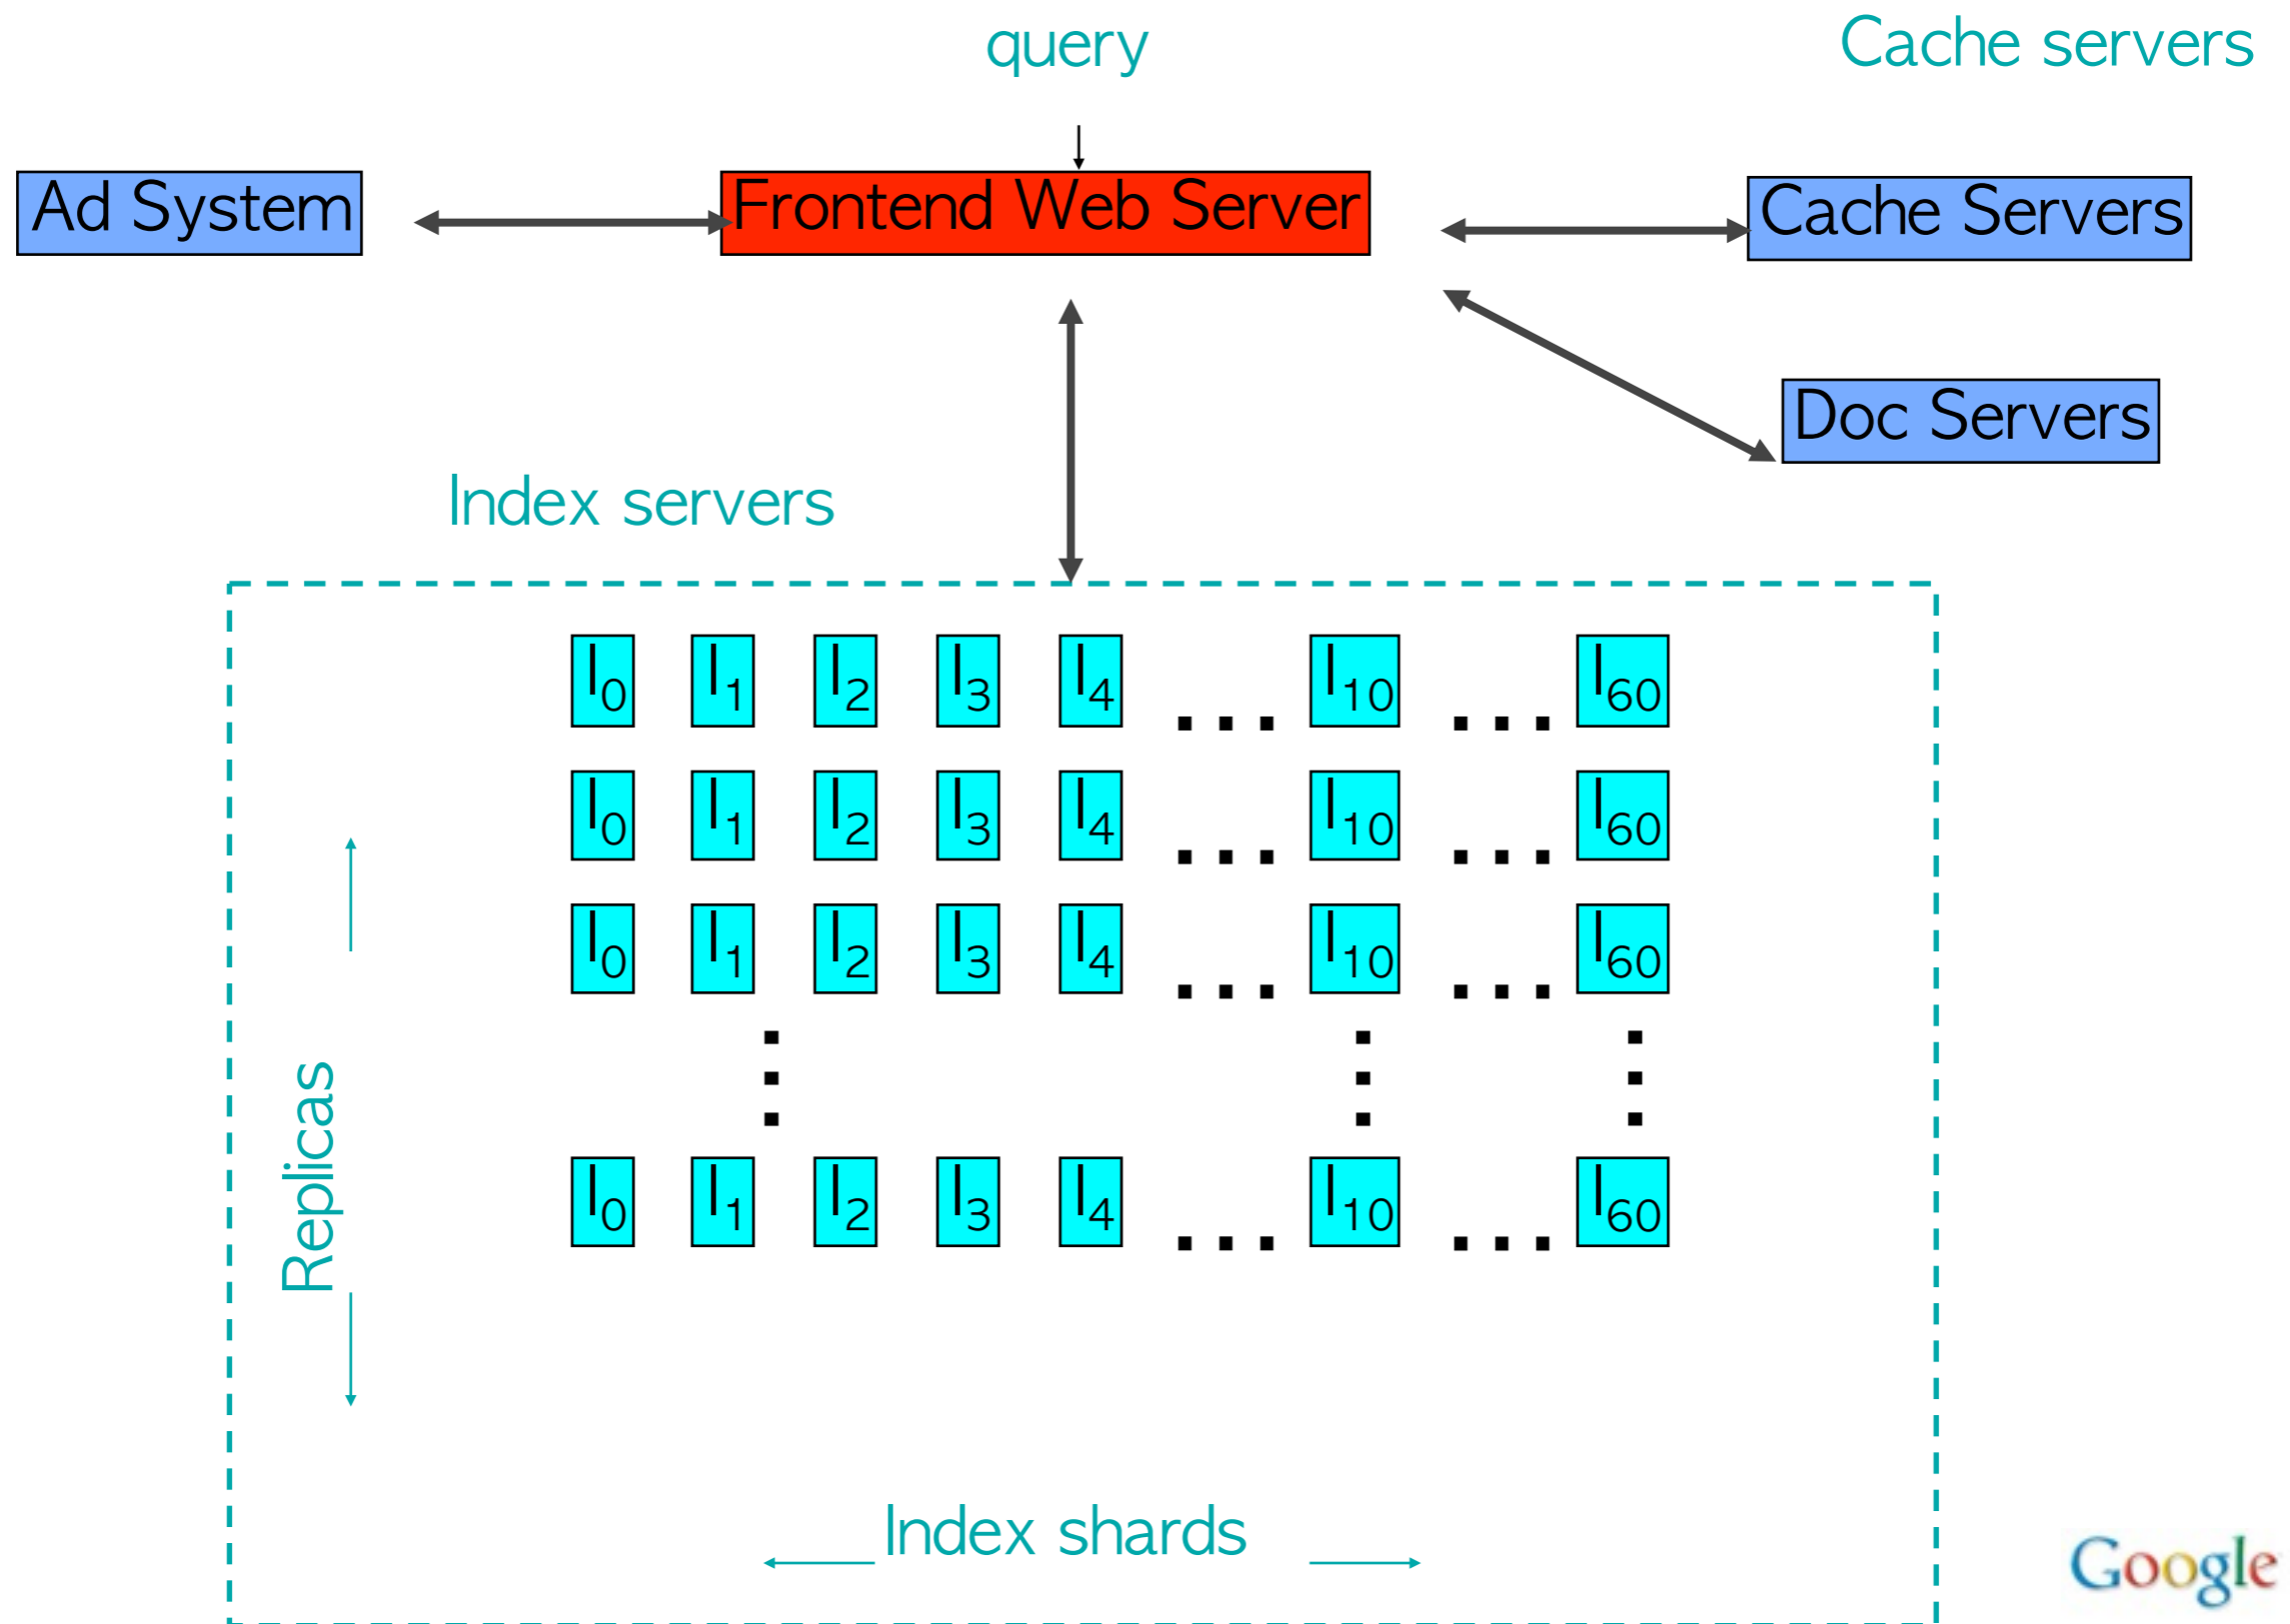 query
Cache servers
Ad System
Frontend Web Server
Cache Servers
Doc Servers
Index servers
I0 I1 I2 I3 I4 ... I10 ... I60
I0 I1 I2 I3 I4 ... I10 ... I60
I0 I1 I2 I3 I4 ... I10 ... I60
I0 I1 I2 I3 I4 ... I10 ... I60
Replicas
Index shards
Google